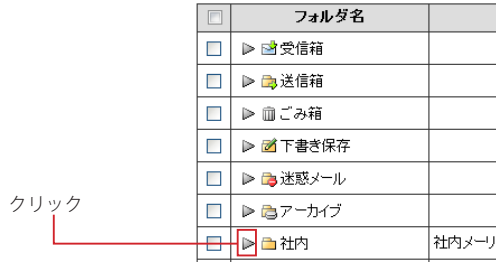 フォルダ名
受信箱
送信箱
ごみ箱
下書き保存
迷惑メール
アーカイブ
クリック
社内 社内メーリ